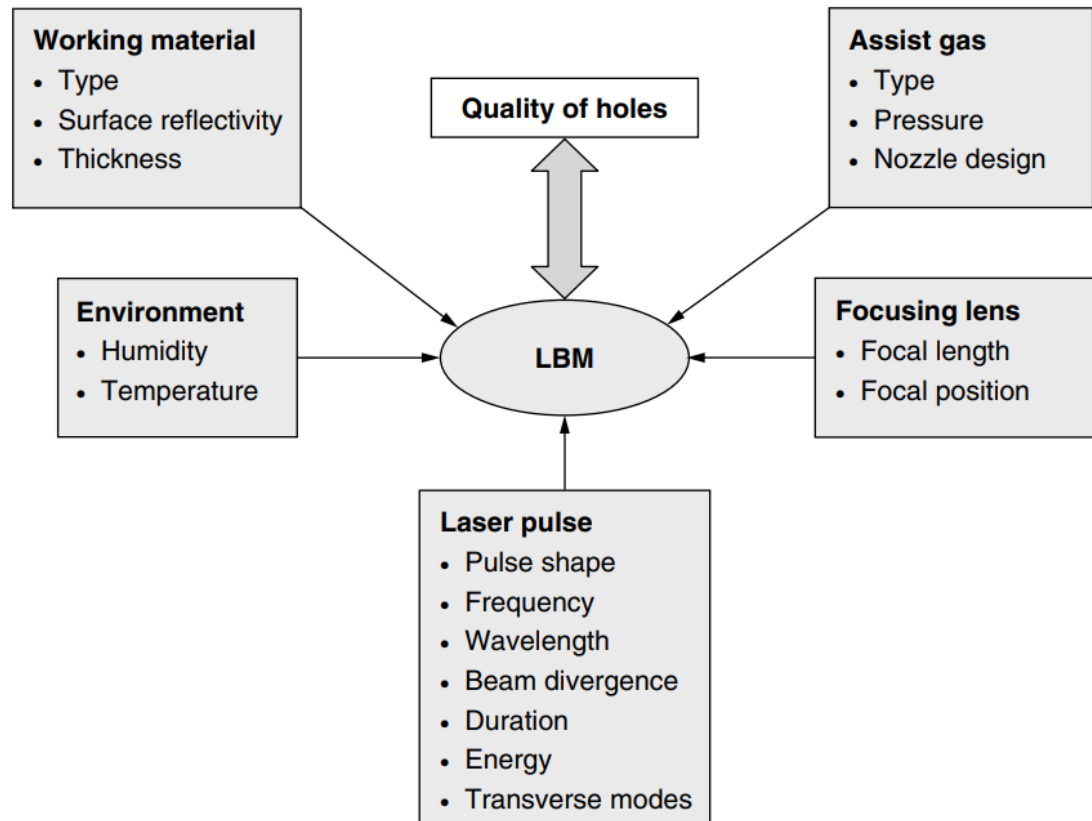 Working material
• Type
• Surface reflectivity
• Thickness
Quality of holes
Assist gas
• Type
• Pressure
• Nozzle design
Environment
• Humidity
• Temperature
LBM
Focusing lens
• Focal length
• Focal position
Laser pulse
• Pulse shape
• Frequency
• Wavelength
• Beam divergence
• Duration
• Energy
• Transverse modes